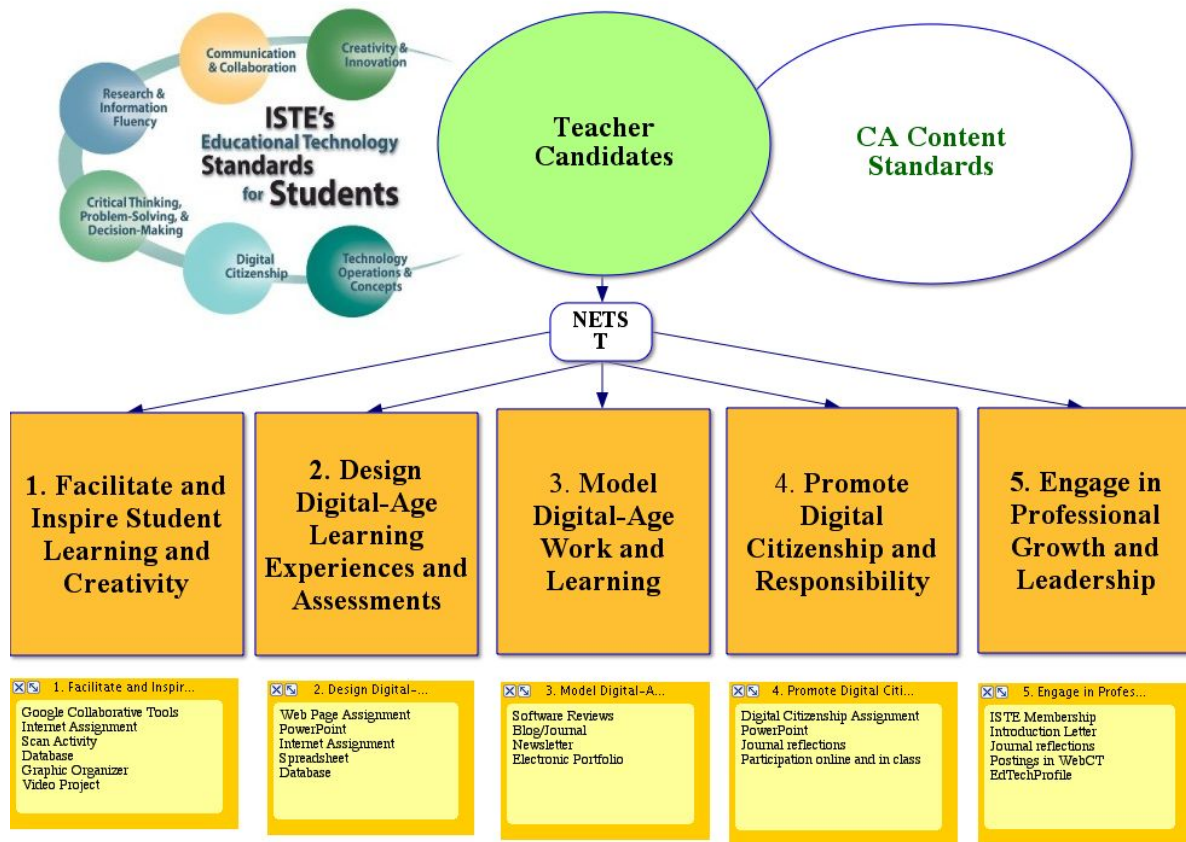 Communication
& Collaboration
Creativity &
Innovation
Research &
Information
Fluency
ISTE's
Educational Technology
Standards
for Students
Critical Thinking,
Problem-Solving, &
Decision-Making
Digital
Citizenship
Technology
Operations &
Concepts
Teacher
Candidates
CA Content
Standards
NETS
T
1. Facilitate and
Inspire Student
Learning and
Creativity
2. Design
Digital-Age
Learning
Experiences and
Assessments
3. Model
Digital-Age
Work and
Learning
4. Promote
Digital
Citizenship and
Responsibility
5. Engage in
Professional
Growth and
Leadership
1. Facilitate and Inspir...
Google Collaborative Tools
Internet Assignment
Scan Activity
Database
Graphic Organizer
Video Project
2. Design Digital-...
Web Page Assignment
PowerPoint
Internet Assignment
Spreadsheet
Database
3. Model Digital-A...
Software Reviews
Blog/Journal
Newsletter
Electronic Portfolio
4. Promote Digital Citi...
Digital Citizenship Assignment
PowerPoint
Journal reflections
Participation online and in class
5. Engage in Profes...
ISTE Membership
Introduction Letter
Journal reflections
Postings in WebCT
EdTechProfile